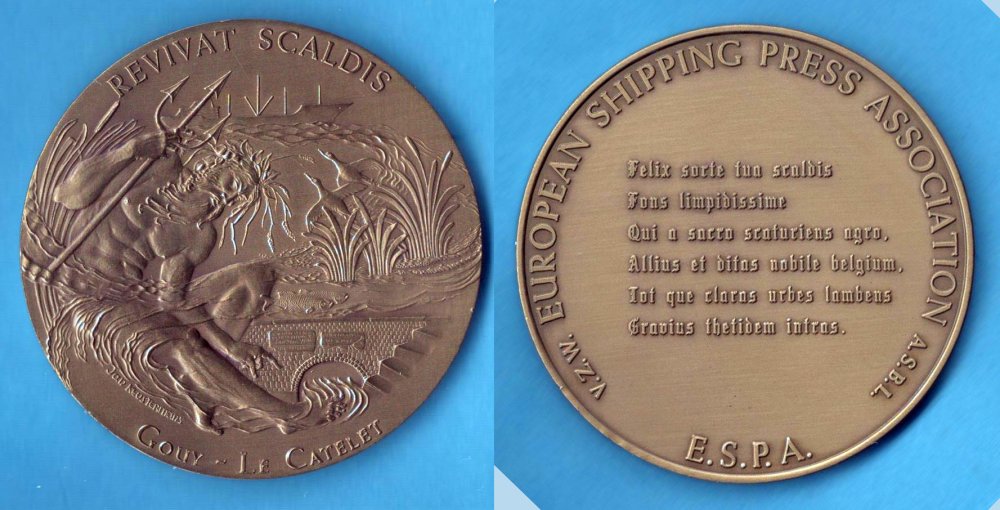 REVIVAT SCALDIS
GOUY - LE CATELET
V.Z.W. EUROPEAN SHIPPING PRESS ASSOCIATION A.S.B.L.
Felix sorte tua scaldis
Fons limpidissime
Qui a sacro scaturiens agro,
Allius et ditas nobile belgium,
Tot que claras urbes lambens
Gravius thetidem intras.
E.S.P.A.